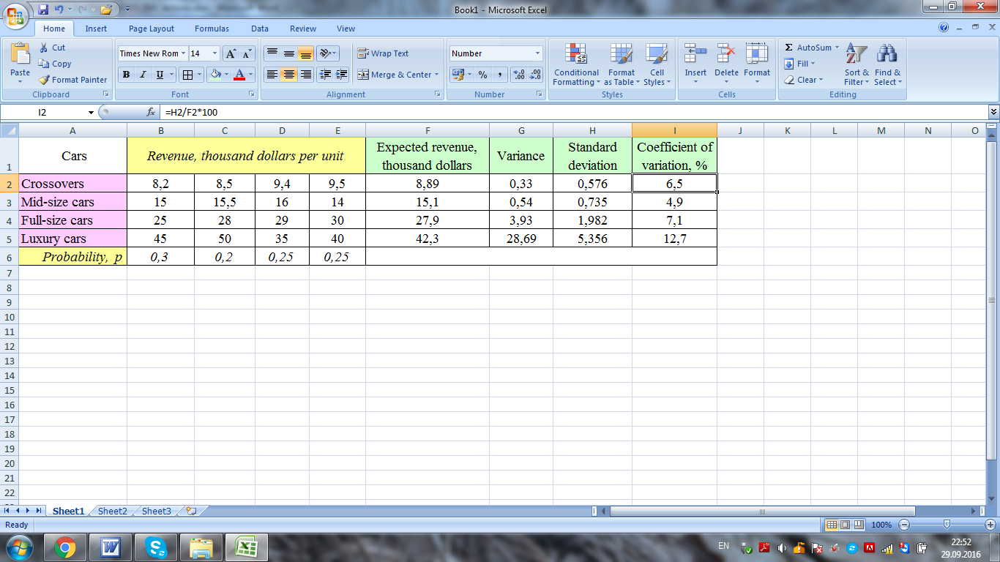 Book1 - Microsoft Excel
Home Insert Page Layout Formulas Data Review View
Paste
Cut
Copy
Format Painter
Clipboard
Times New Rom 14
B I U
Font
Wrap Text
Merge & Center
Alignment
Number
%
Number
Conditional Formatting
Format as Table
Cell Styles
Styles
Insert Delete Format
Cells
Σ AutoSum
Fill
Clear
Sort & Filter
Find & Select
Editing
I2 fx =H2/F2*100
A B C D E F G H I J K L M N O
1 Cars Revenue, thousand dollars per unit Expected revenue, thousand dollars Variance Standard deviation Coefficient of variation, %
2 Crossovers 8,2 8,5 9,4 9,5 8,89 0,33 0,576 6,5
3 Mid-size cars 15 15,5 16 14 15,1 0,54 0,735 4,9
4 Full-size cars 25 28 29 30 27,9 3,93 1,982 7,1
5 Luxury cars 45 50 35 40 42,3 28,69 5,356 12,7
6 Probability, p 0,3 0,2 0,25 0,25
7
8
9
10
11
12
13
14
15
16
17
18
19
20
21
22
Sheet1 Sheet2 Sheet3
Ready 100%
EN 22:52
29.09.2016